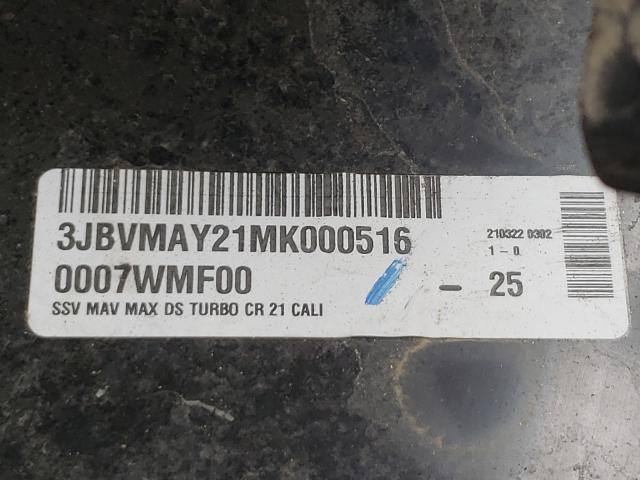 3JBVMAY21MK000516
210322 0302
0007WMF00
1 - 0
- 25
SSV MAV MAX DS TURBO CR 21 CALI